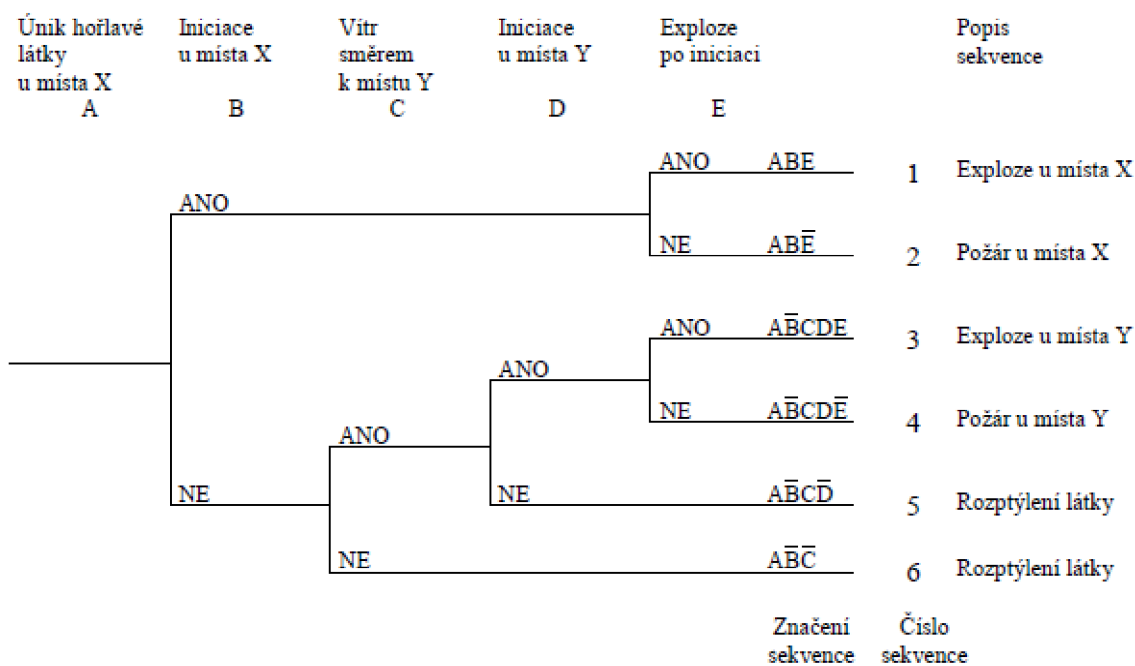 Únik hořlavé
látky
u místa X
A
Iniciace
u místa X
B
Vítr
směrem
k místu Y
C
Iniciace
u místa Y
D
Exploze
po iniciaci
E
Popis
sekvence
ANO ABE 1 Exploze u místa X
ANO
NE ABE̅ 2 Požár u místa X
ANO AB̅CDE 3 Exploze u místa Y
ANO
NE AB̅CDE̅ 4 Požár u místa Y
ANO
NE NE AB̅CD̅ 5 Rozptýlení látky
NE AB̅C̅ 6 Rozptýlení látky
Značení
sekvence
Číslo
sekvence